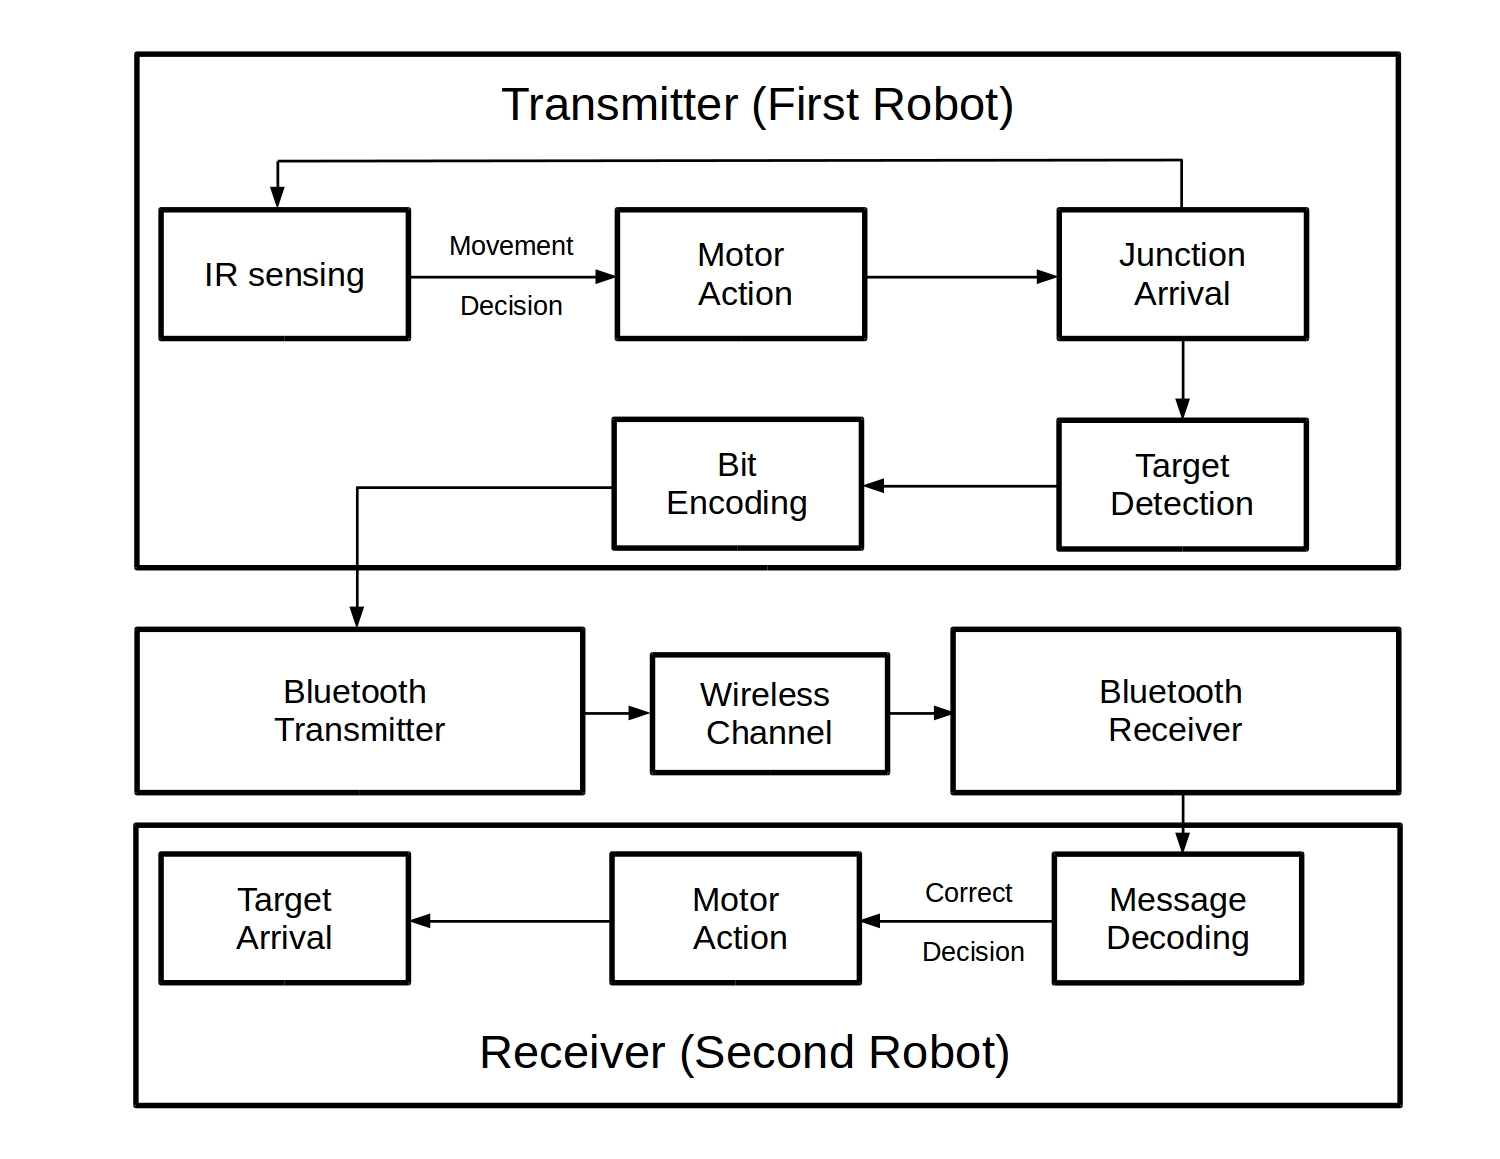 Transmitter (First Robot)
IR sensing
Movement
Decision
Motor
Action
Junction
Arrival
Bit
Encoding
Target
Detection
Bluetooth
Transmitter
Wireless
Channel
Bluetooth
Receiver
Target
Arrival
Motor
Action
Correct
Decision
Message
Decoding
Receiver (Second Robot)